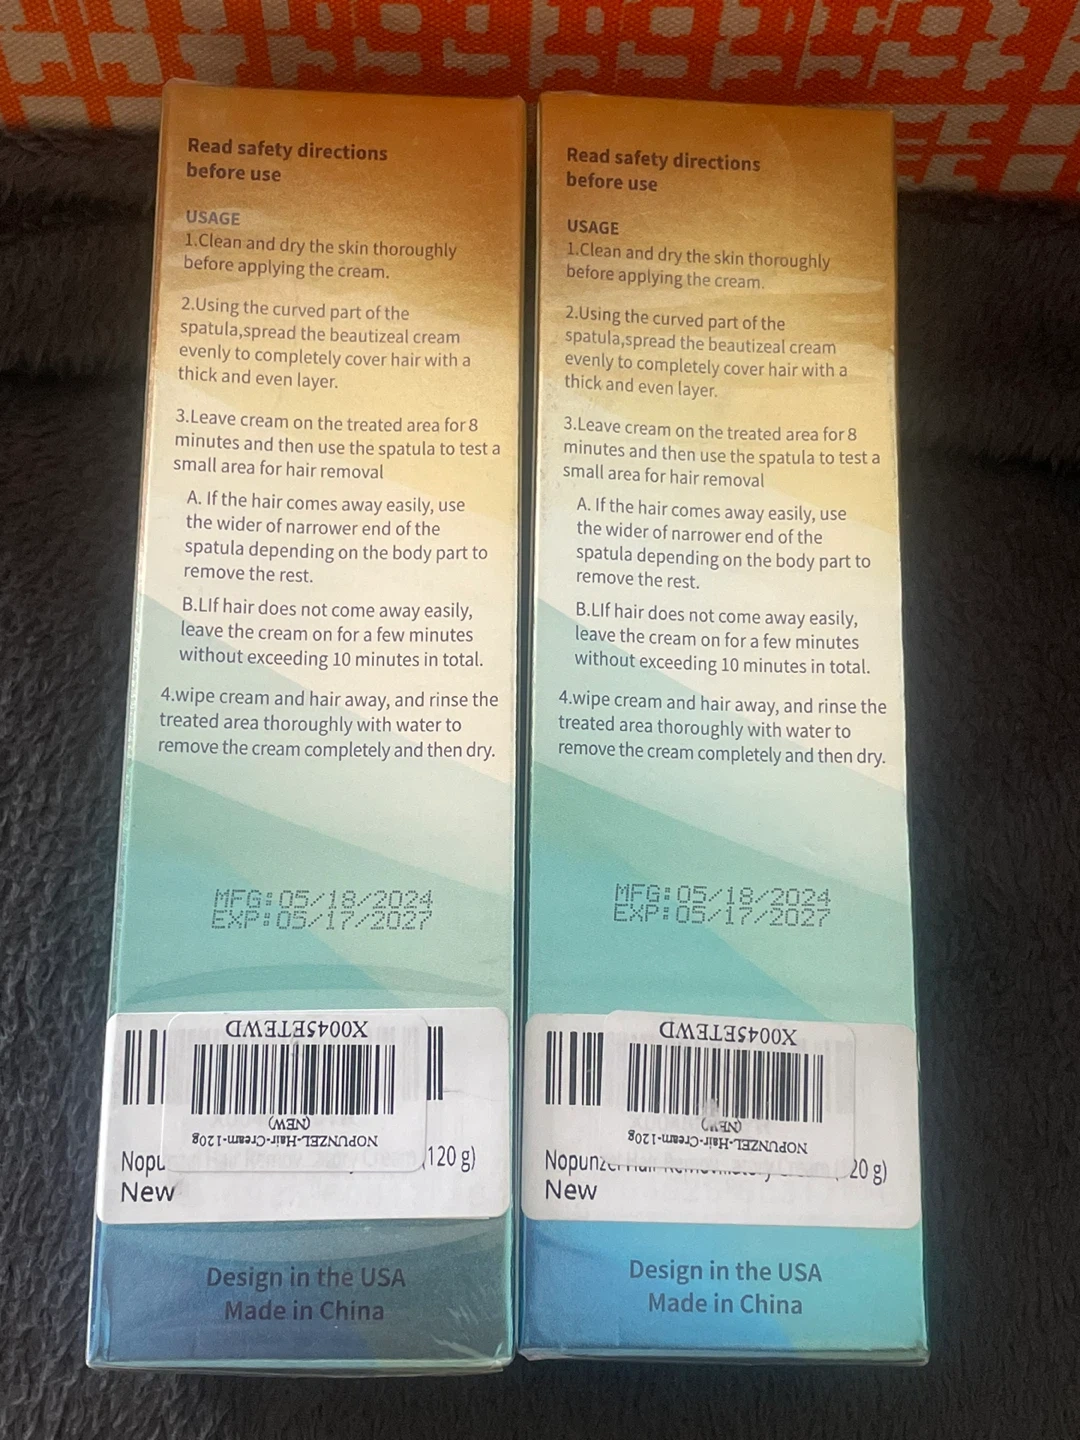 Read safety directions
before use
USAGE
1.Clean and dry the skin thoroughly
before applying the cream.
2.Using the curved part of the
spatula,spread the beautizeal cream
evenly to completely cover hair with a
thick and even layer.
3.Leave cream on the treated area for 8
minutes and then use the spatula to test a
small area for hair removal
A. If the hair comes away easily, use
the wider of narrower end of the
spatula depending on the body part to
remove the rest.
B.LIf hair does not come away easily,
leave the cream on for a few minutes
without exceeding 10 minutes in total.
4.wipe cream and hair away, and rinse the
treated area thoroughly with water to
remove the cream completely and then dry.
MFG:05/18/2024
EXP:05/17/2027
X0045ETEWD
NOPUNZEL-Hair-Cream-120g
(NEW)
(120 g)
New
Design in the USA
Made in China
Read safety directions
before use
USAGE
1.Clean and dry the skin thoroughly
before applying the cream.
2.Using the curved part of the
spatula,spread the beautizeal cream
evenly to completely cover hair with a
thick and even layer.
3.Leave cream on the treated area for 8
minutes and then use the spatula to test a
small area for hair removal
A. If the hair comes away easily, use
the wider of narrower end of the
spatula depending on the body part to
remove the rest.
B.LIf hair does not come away easily,
leave the cream on for a few minutes
without exceeding 10 minutes in total.
4.wipe cream and hair away, and rinse the
treated area thoroughly with water to
remove the cream completely and then dry.
MFG:05/18/2024
EXP:05/17/2027
X0045ETEWD
NOPUNZEL-Hair-Cream-120g
(NEW)
New
Design in the USA
Made in China